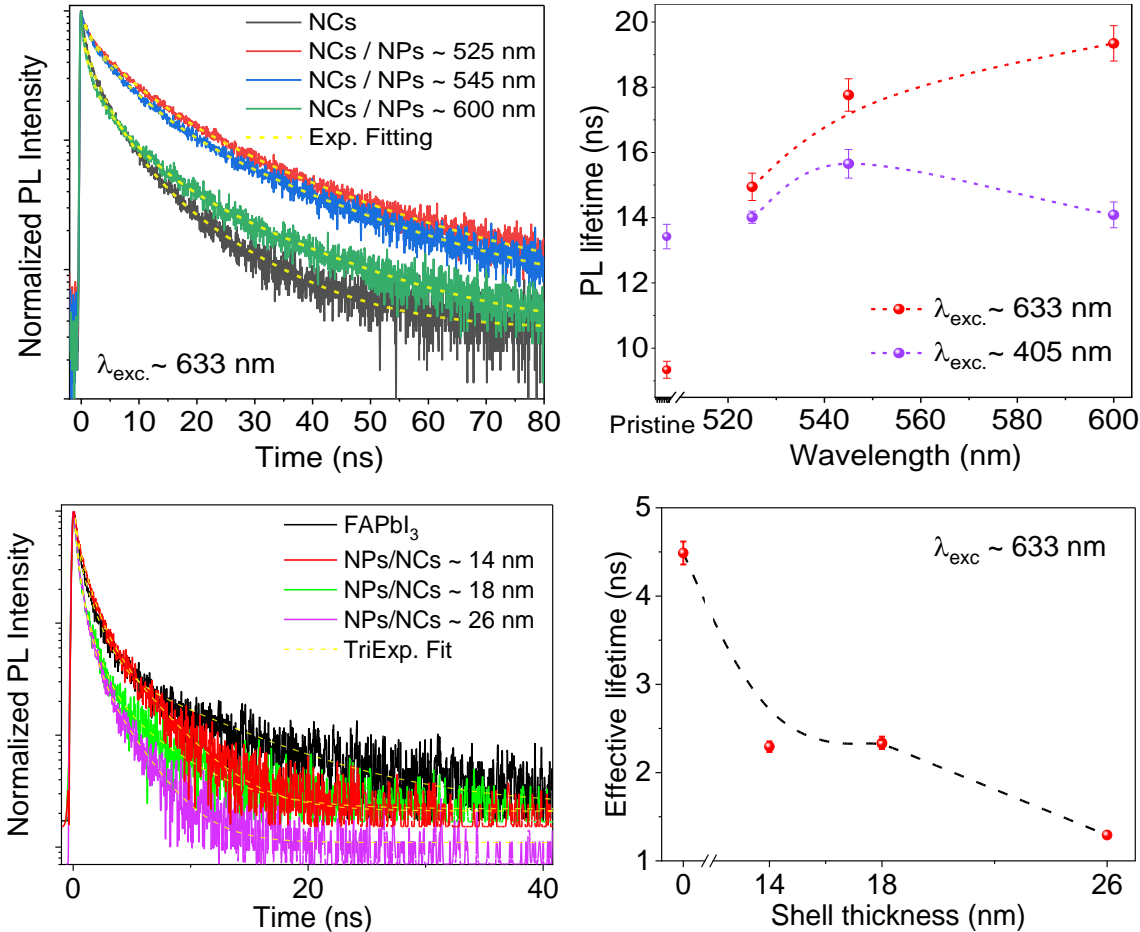 Normalized PL Intensity
NCs
NCs / NPs ~ 525 nm
NCs / NPs ~ 545 nm
NCs / NPs ~ 600 nm
Exp. Fitting
λexc.~ 633 nm
0 10 20 30 40 50 60 70 80
Time (ns)
PL lifetime (ns)
20
18
16
14
12
10
λexc.~ 633 nm
λexc.~ 405 nm
Pristine 520 540 560 580 600
Wavelength (nm)
Normalized PL Intensity
FAPbI3
NPs/NCs ~ 14 nm
NPs/NCs ~ 18 nm
NPs/NCs ~ 26 nm
TriExp. Fit
0 20 40
Time (ns)
Effective lifetime (ns)
5
4
3
2
1
λexc ~ 633 nm
0 14 18 26
Shell thickness (nm)